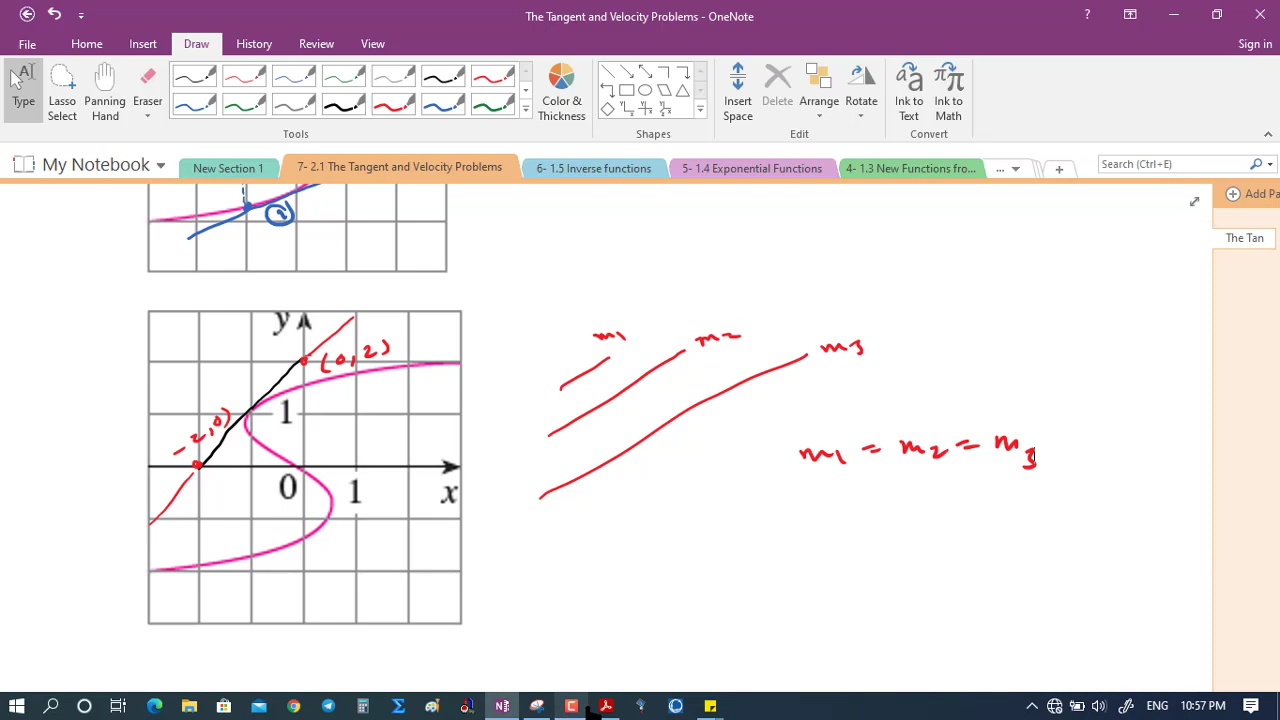 The Tangent and Velocity Problems - OneNote
?
File Home Insert Draw History Review View
Sign in
Type
Lasso Select
Panning Hand
Eraser
Color & Thickness
Insert Space
Delete
Arrange
Rotate
Ink to Text
Ink to Math
Tools
Shapes
Edit
Convert
My Notebook
New Section 1
7- 2.1 The Tangent and Velocity Problems
6- 1.5 Inverse functions
5- 1.4 Exponential Functions
4- 1.3 New Functions fro...
...
Search (Ctrl+E)
Add Pa
The Tan
y
(0, 2)
1
-2, 0)
0
1
x
m1
m2
m3
m1 = m2 = m3
ENG 10:57 PM